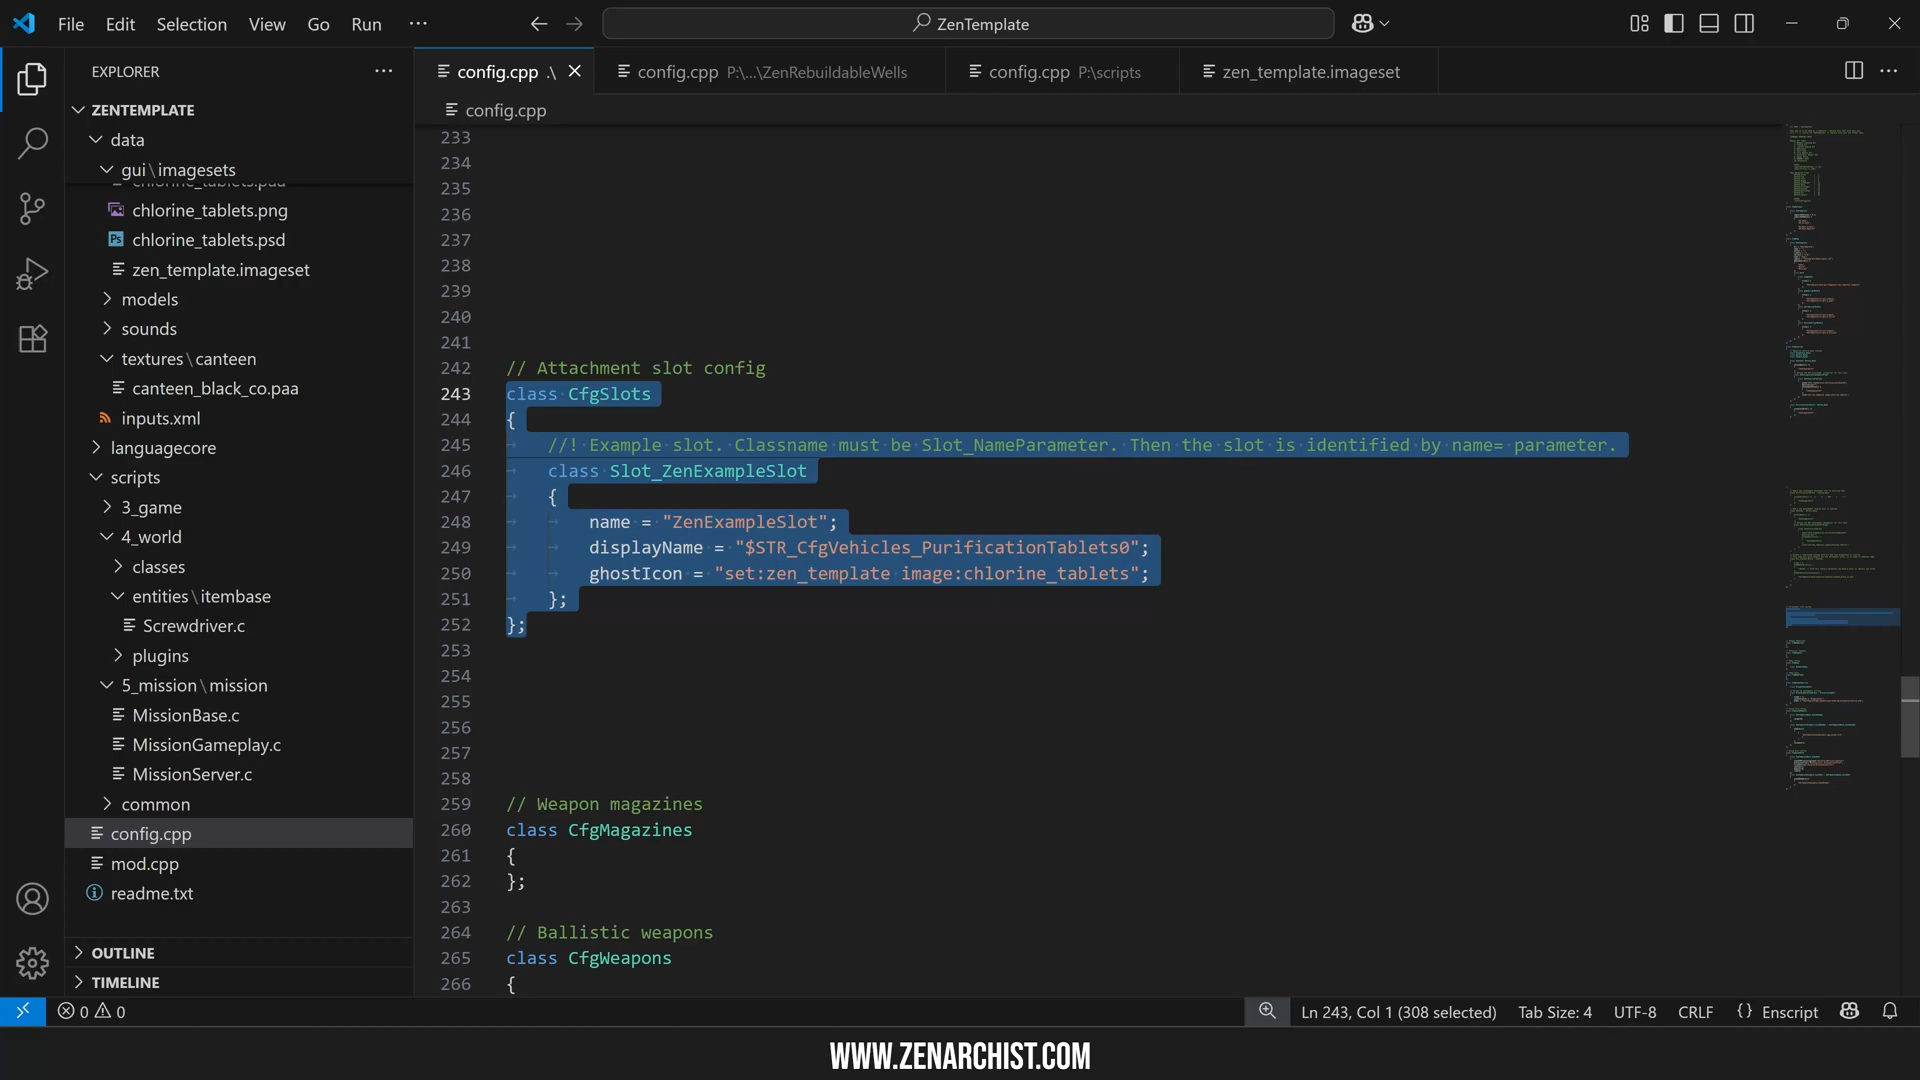 File Edit Selection View Go Run ···
ZenTemplate
EXPLORER ···
ZENTEMPLATE
data
gui\imagesets
chlorine_tablets.paa
chlorine_tablets.png
chlorine_tablets.psd
zen_template.imageset
models
sounds
textures\canteen
canteen_black_co.paa
inputs.xml
languagecore
scripts
3_game
4_world
classes
entities\itembase
Screwdriver.c
plugins
5_mission\mission
MissionBase.c
MissionGameplay.c
MissionServer.c
common
config.cpp
mod.cpp
readme.txt
OUTLINE
TIMELINE
config.cpp .\
config.cpp P:\...\ZenRebuildableWells
config.cpp P:\scripts
zen_template.imageset
config.cpp
233
234
235
236
237
238
239
240
241
242 // Attachment slot config
243 class CfgSlots
244 {
245 //! Example slot. Classname must be Slot_NameParameter. Then the slot is identified by name= parameter.
246 class Slot_ZenExampleSlot
247 {
248 name = "ZenExampleSlot";
249 displayName = "$STR_CfgVehicles_PurificationTablets0";
250 ghostIcon = "set:zen_template image:chlorine_tablets";
251 };
252 };
253
254
255
256
257
258
259 // Weapon magazines
260 class CfgMagazines
261 {
262 };
263
264 // Ballistic weapons
265 class CfgWeapons
266 {
0 0
Ln 243, Col 1 (308 selected) Tab Size: 4 UTF-8 CRLF {} Enscript
WWW.ZENARCHIST.COM